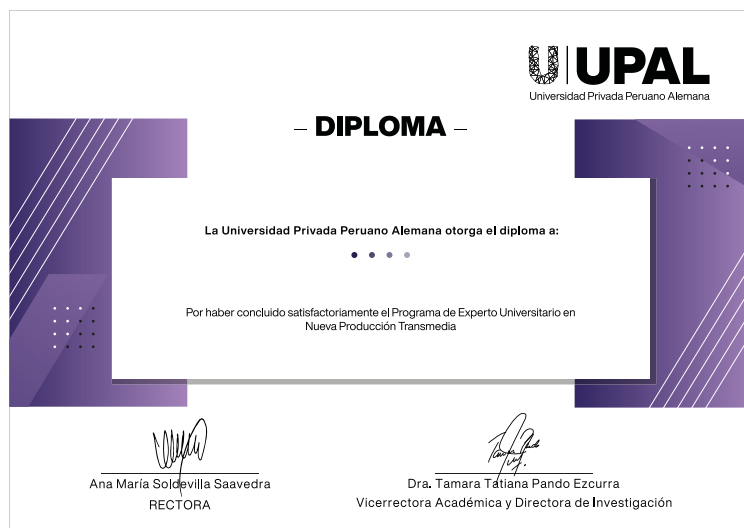 UPAL
Universidad Privada Peruano Alemana
– DIPLOMA –
La Universidad Privada Peruano Alemana otorga el diploma a:
Por haber concluido satisfactoriamente el Programa de Experto Universitario en
Nueva Producción Transmedia
Ana María Soldevilla Saavedra
RECTORA
Dra. Tamara Tatiana Pando Ezcurra
Vicerrectora Académica y Directora de Investigación